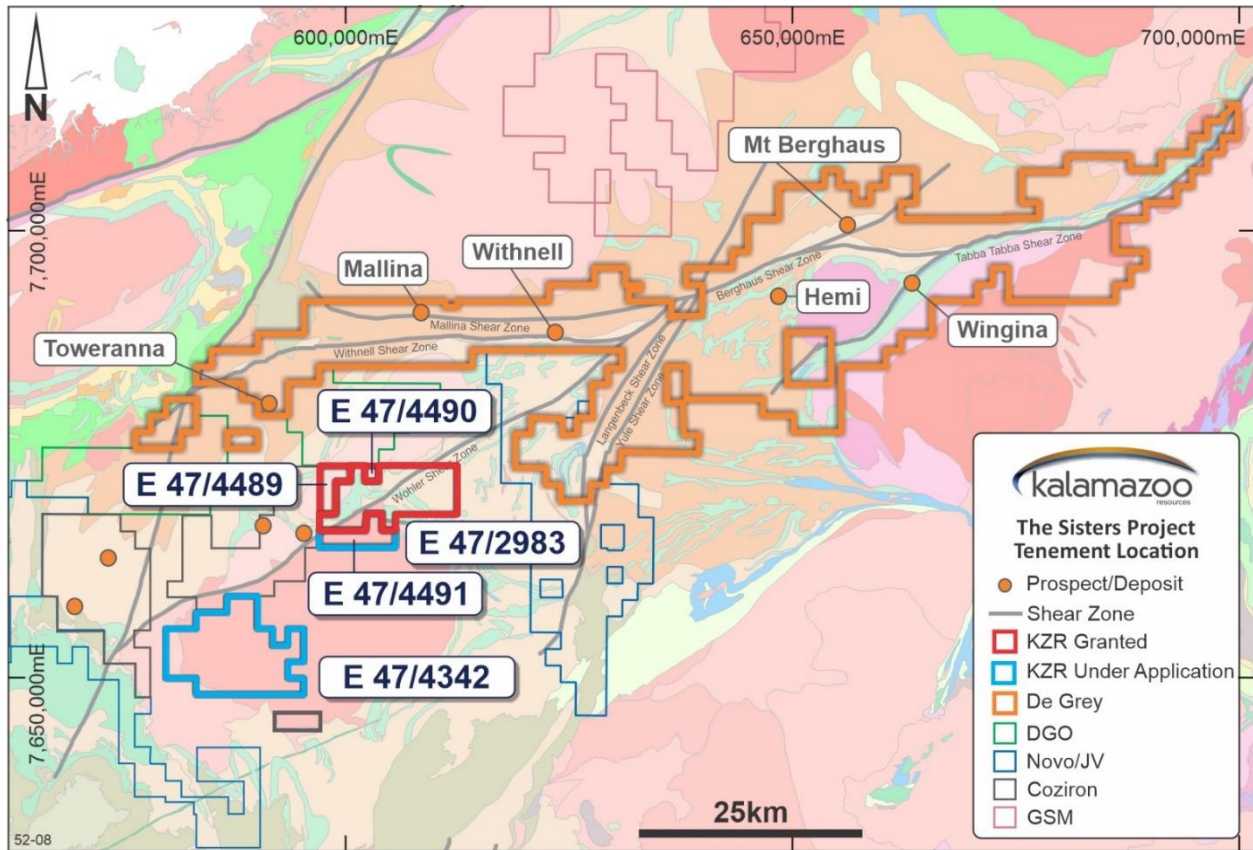 600,000mE
650,000mE
700,000mE
N
7,700,000mE
7,650,000mE
Mt Berghaus
Withnell
Mallina
Toweranna
Hemi
Wingina
Mallina Shear Zone
Withnell Shear Zone
Berghaus Shear Zone
Tabba Tabba Shear Zone
Langenbeck Shear Zone
Yule Shear Zone
Wohler Shear Zone
E 47/4490
E 47/4489
E 47/2983
E 47/4491
E 47/4342
kalamazoo
resources
The Sisters Project
Tenement Location
Prospect/Deposit
Shear Zone
KZR Granted
KZR Under Application
De Grey
DGO
Novo/JV
Coziron
GSM
25km
52-08